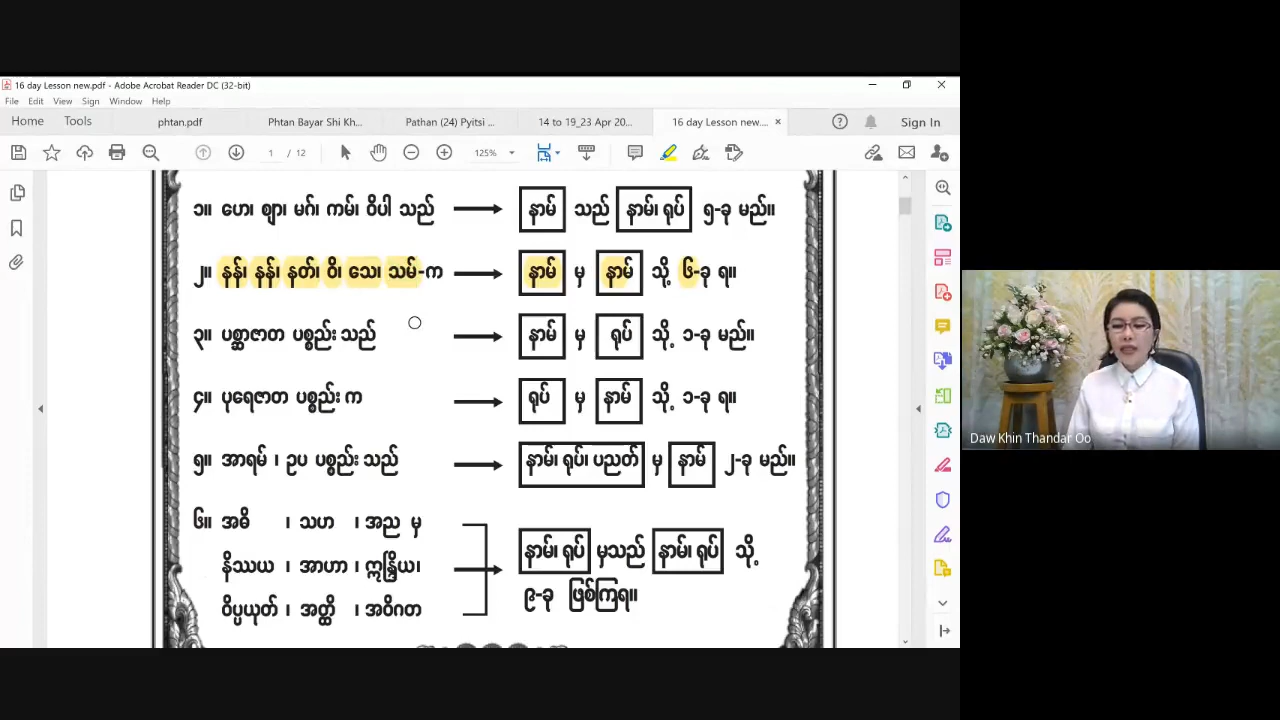 16 day Lesson new.pdf - Adobe Acrobat Reader DC (32-bit)
File Edit View Sign Window Help
Home Tools phtan.pdf Phtan Bayar Shi Kh... Pathan (24) Pyitsi ... 14 to 19_23 Apr 20... 16 day Lesson new.... × Sign In
1 / 12 125%
၁။ ဟေ၊ ဈာ၊ မဂ်၊ ကမ်၊ ဝိပါ သည် နာမ် သည် နာမ်၊ ရုပ် ၅-ခု မည်။
၂။ နန်၊ နန်၊ နတ်၊ ဝိ၊ သေ၊ သမ်-က နာမ် မှ နာမ် သို့ ၆-ခု ရ။
၃။ ပစ္ဆာဇာတ ပစ္စည်း သည် နာမ် မှ ရုပ် သို့ ၁-ခု မည်။
၄။ ပုရေဇာတ ပစ္စည်း က ရုပ် မှ နာမ် သို့ ၁-ခု ရ။
၅။ အာရမ် ၊ ဥပ ပစ္စည်း သည် နာမ်၊ ရုပ်၊ ပညတ် မှ နာမ် ၂-ခု မည်။
၆။ အဓိ ၊ သဟ ၊ အည မှ
နိဿယ ၊ အာဟာ ၊ ဣန္ဒြိယ၊ နာမ်၊ ရုပ် မှသည် နာမ်၊ ရုပ် သို့
ဝိပ္ပယုတ် ၊ အတ္ထိ ၊ အဝိဂတ ၉-ခု ဖြစ်ကြရ။
Daw Khin Thandar Oo